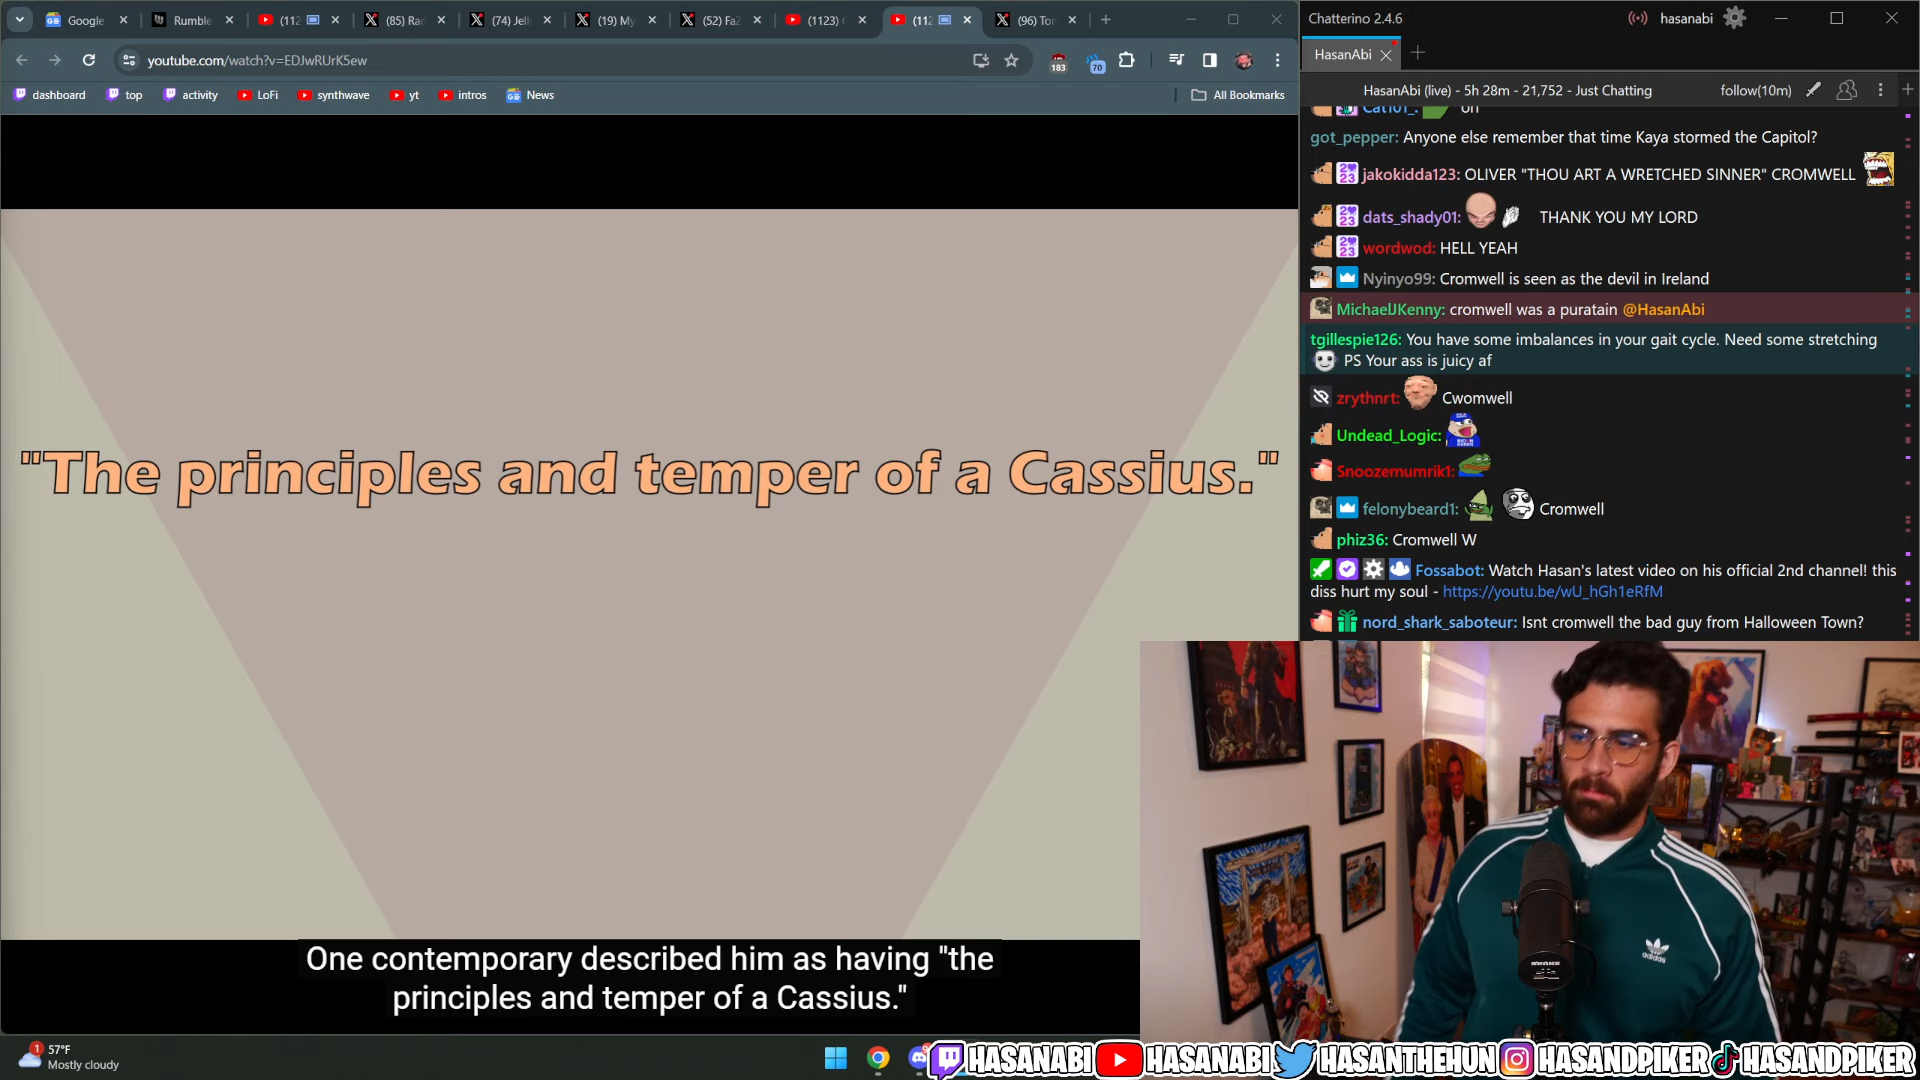 Google
Rumble
(112
(85) Rac
(74) Jell
(19) My
(52) FaZ
(1123) C
(112
(96) Tor
youtube.com/watch?v=EDJwRUrK5ew
183
70
dashboard
top
activity
LoFi
synthwave
yt
intros
News
All Bookmarks
"The principles and temper of a Cassius."
One contemporary described him as having "the
principles and temper of a Cassius."
Chatterino 2.4.6
hasanabi
HasanAbi
HasanAbi (live) - 5h 28m - 21,752 - Just Chatting
follow(10m)
Cat101_: on
got_pepper: Anyone else remember that time Kaya stormed the Capitol?
jakokidda123: OLIVER "THOU ART A WRETCHED SINNER" CROMWELL
dats_shady01: THANK YOU MY LORD
wordwod: HELL YEAH
Nyinyo99: Cromwell is seen as the devil in Ireland
MichaelJKenny: cromwell was a puratain @HasanAbi
tgillespie126: You have some imbalances in your gait cycle. Need some stretching
PS Your ass is juicy af
zrythnrt: Cwomwell
Undead_Logic:
Snoozemumrik1:
felonybeard1: Cromwell
phiz36: Cromwell W
Fossabot: Watch Hasan's latest video on his official 2nd channel! this
diss hurt my soul - https://youtu.be/wU_hGh1eRfM
nord_shark_saboteur: Isnt cromwell the bad guy from Halloween Town?
adidas
1
57°F
Mostly cloudy
HASANABI HASANABI HASANTHEHUN HASANDPIKER HASANDPIKER